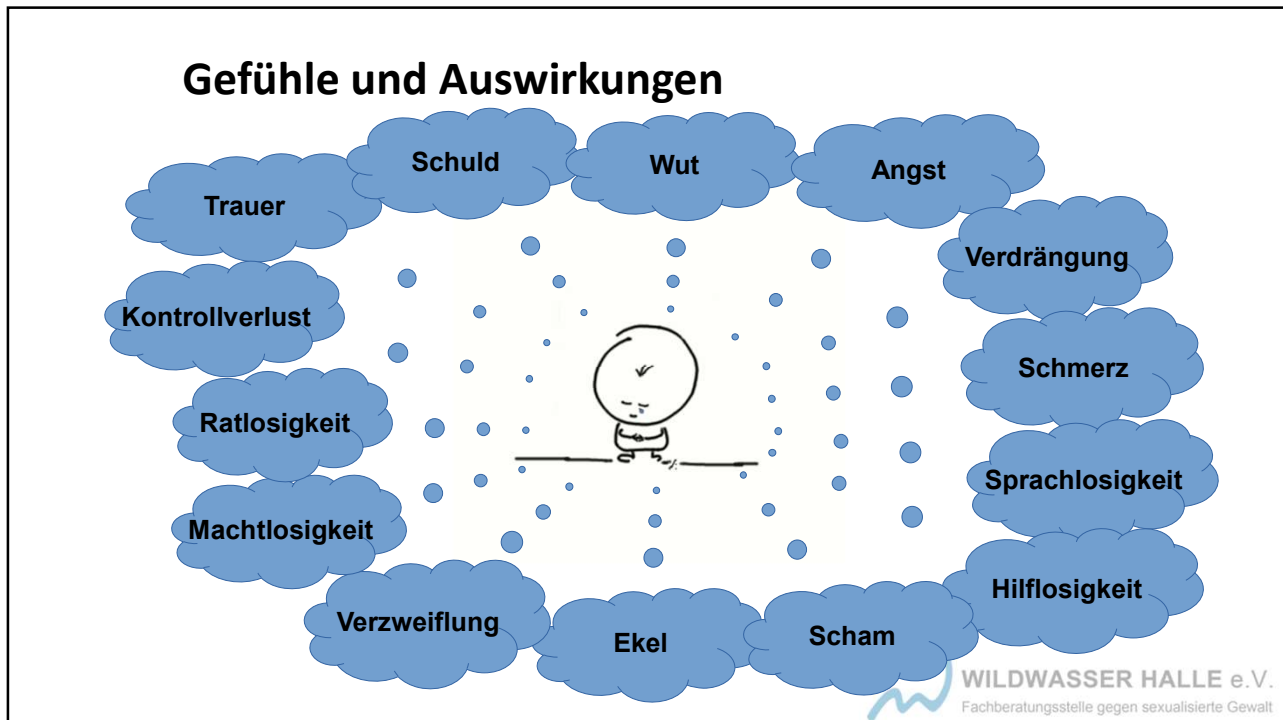 Gefühle und Auswirkungen
Schuld
Wut
Angst
Trauer
Verdrängung
Kontrollverlust
Schmerz
Ratlosigkeit
Sprachlosigkeit
Machtlosigkeit
Hilflosigkeit
Verzweiflung
Ekel
Scham
WILDWASSER HALLE e.V.
Fachberatungsstelle gegen sexualisierte Gewalt